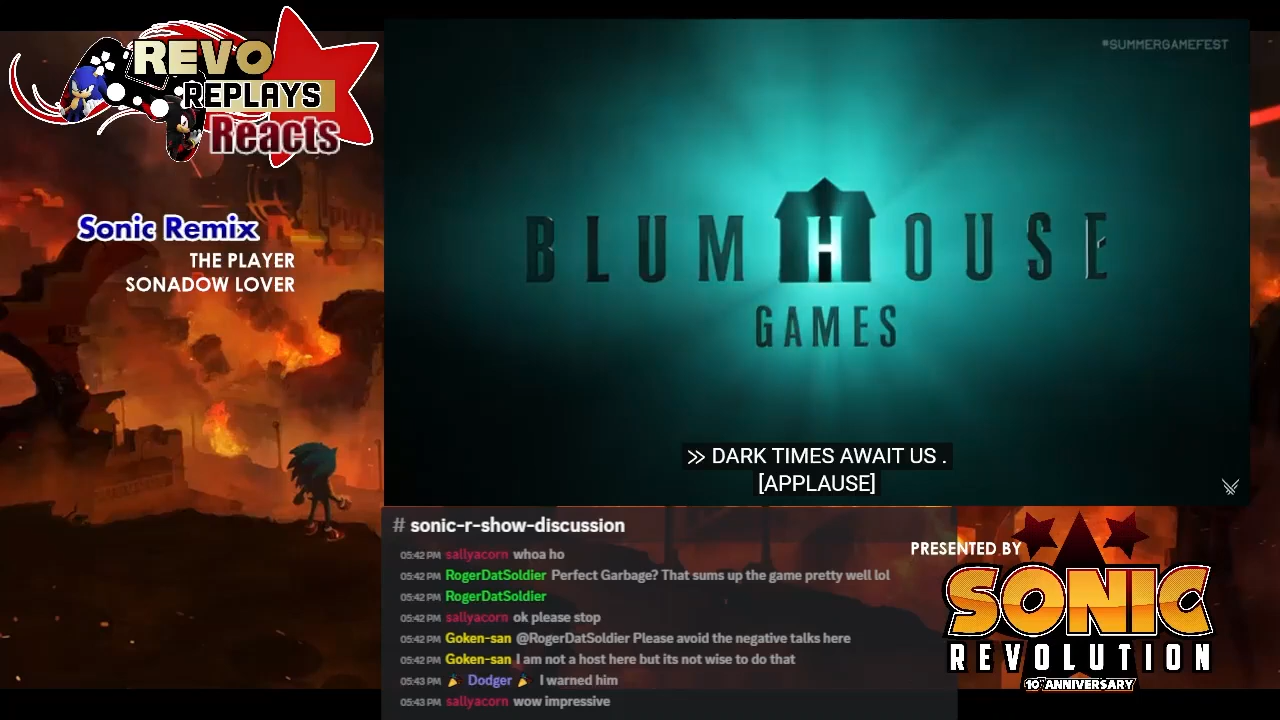 REVO
REPLAYS
Reacts
Sonic Remix
THE PLAYER
SONADOW LOVER
#SUMMERGAMEFEST
BLUMHOUSE
GAMES
>> DARK TIMES AWAIT US .
[APPLAUSE]
# sonic-r-show-discussion
05:42 PM sallyacorn whoa ho
05:42 PM RogerDatSoldier Perfect Garbage? That sums up the game pretty well lol
05:42 PM RogerDatSoldier
05:42 PM sallyacorn ok please stop
05:42 PM Goken-san @RogerDatSoldier Please avoid the negative talks here
05:42 PM Goken-san I am not a host here but its not wise to do that
05:43 PM 🎉 Dodger 🎉 I warned him
05:43 PM sallyacorn wow impressive
PRESENTED BY
SONIC
REVOLUTION
10TH ANNIVERSARY